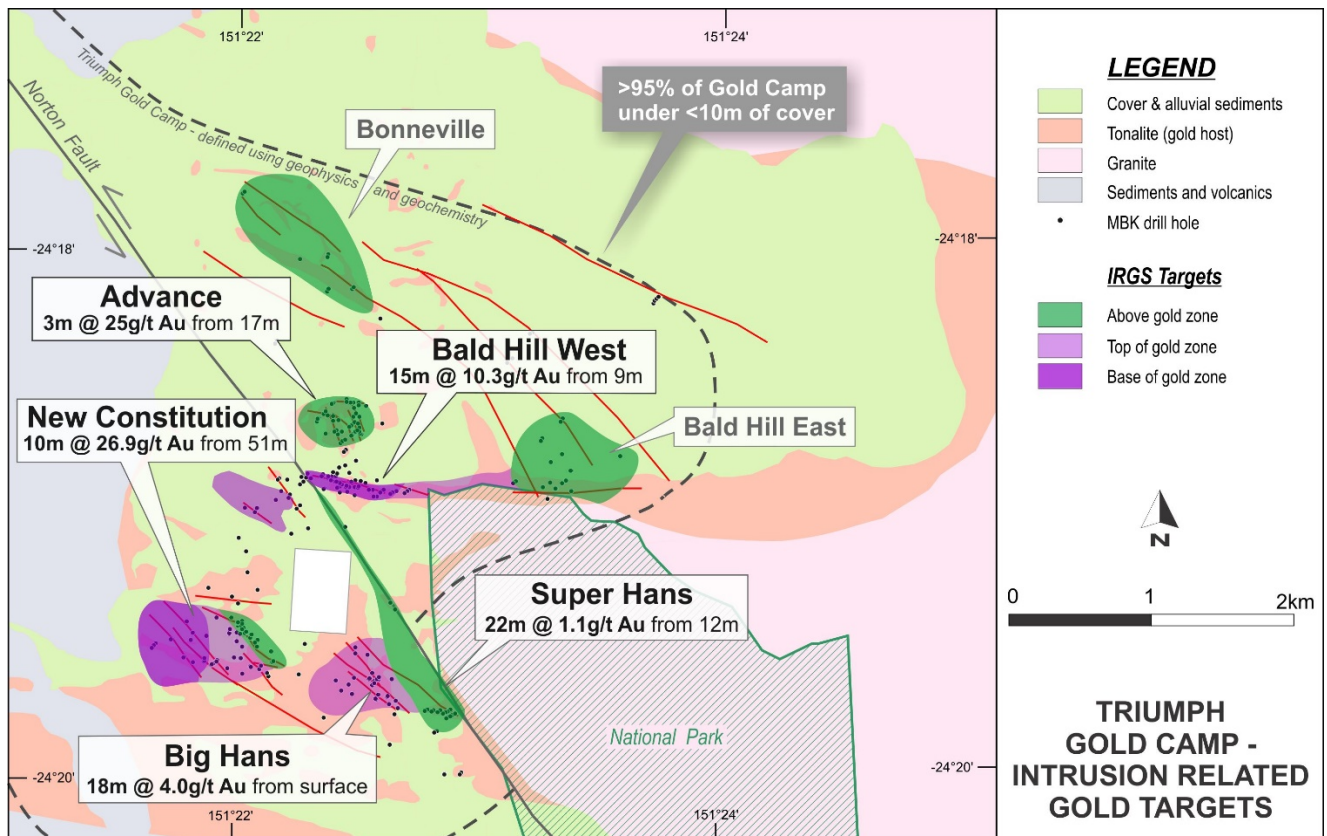 151°22'
151°24'
Triumph Gold Camp - defined using geophysics and geochemistry
>95% of Gold Camp
under <10m of cover
Norton Fault
Bonneville
-24°18'
-24°18'
Advance
3m @ 25g/t Au from 17m
Bald Hill West
15m @ 10.3g/t Au from 9m
New Constitution
10m @ 26.9g/t Au from 51m
Bald Hill East
Super Hans
22m @ 1.1g/t Au from 12m
National Park
Big Hans
18m @ 4.0g/t Au from surface
-24°20'
-24°20'
151°22'
151°24'
LEGEND
Cover & alluvial sediments
Tonalite (gold host)
Granite
Sediments and volcanics
MBK drill hole
IRGS Targets
Above gold zone
Top of gold zone
Base of gold zone
N
0 1 2km
TRIUMPH
GOLD CAMP -
INTRUSION RELATED
GOLD TARGETS